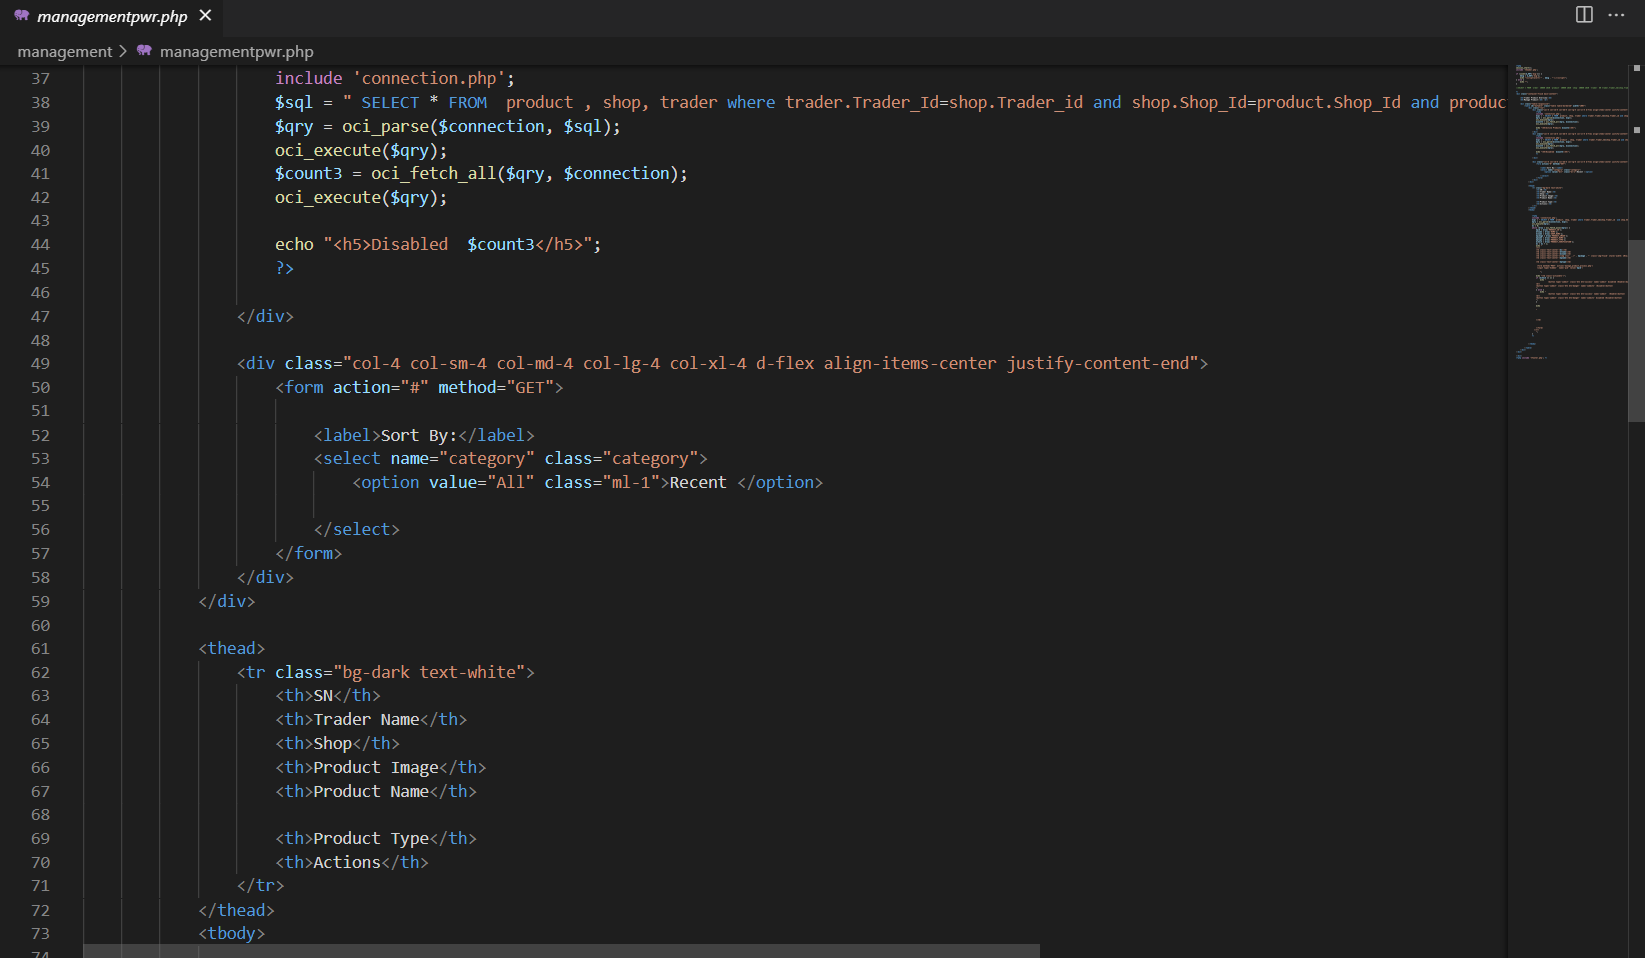 managementpwr.php
management > managementpwr.php
37 include 'connection.php';
38 $sql = " SELECT * FROM  product , shop, trader where trader.Trader_Id=shop.Trader_id and shop.Shop_Id=product.Shop_Id and produc
39 $qry = oci_parse($connection, $sql);
40 oci_execute($qry);
41 $count3 = oci_fetch_all($qry, $connection);
42 oci_execute($qry);
43
44 echo "<h5>Disabled  $count3</h5>";
45 ?>
46
47 </div>
48
49 <div class="col-4 col-sm-4 col-md-4 col-lg-4 col-xl-4 d-flex align-items-center justify-content-end">
50 <form action="#" method="GET">
51
52 <label>Sort By:</label>
53 <select name="category" class="category">
54 <option value="All" class="ml-1">Recent </option>
55
56 </select>
57 </form>
58 </div>
59 </div>
60
61 <thead>
62 <tr class="bg-dark text-white">
63 <th>SN</th>
64 <th>Trader Name</th>
65 <th>Shop</th>
66 <th>Product Image</th>
67 <th>Product Name</th>
68
69 <th>Product Type</th>
70 <th>Actions</th>
71 </tr>
72 </thead>
73 <tbody>
74